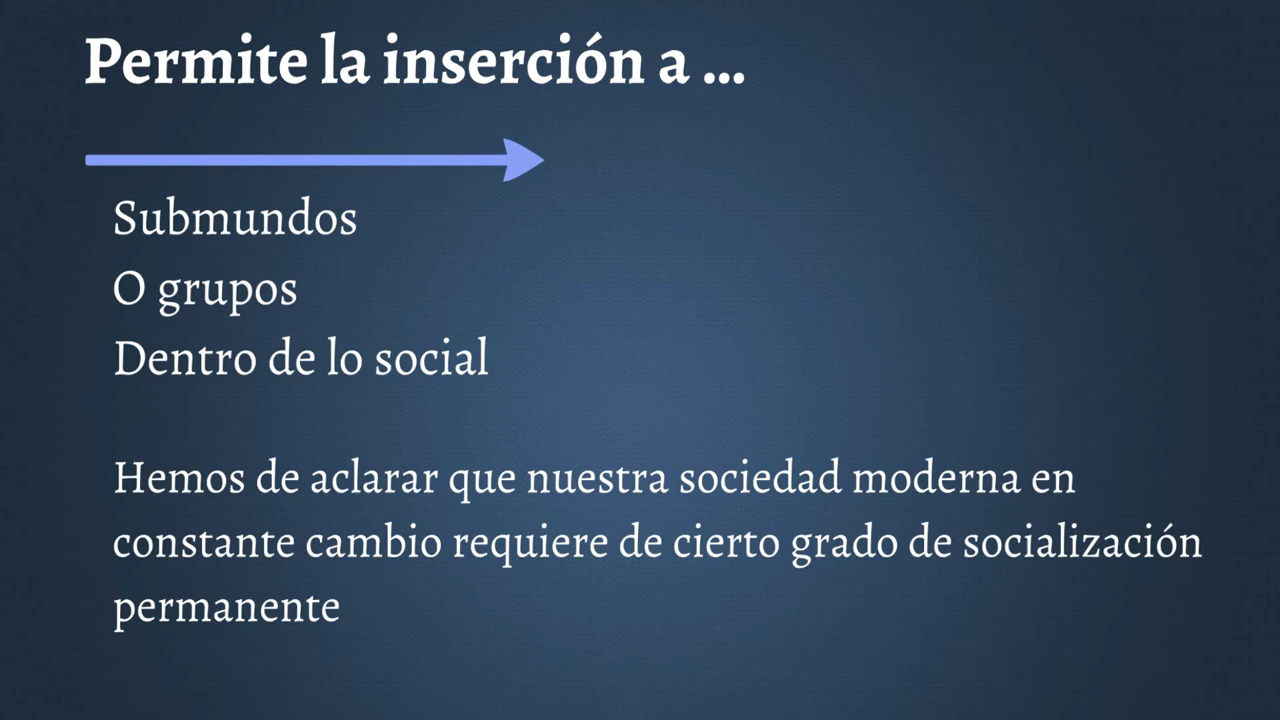 Permite la inserción a ...
Submundos
O grupos
Dentro de lo social
Hemos de aclarar que nuestra sociedad moderna en
constante cambio requiere de cierto grado de socialización
permanente